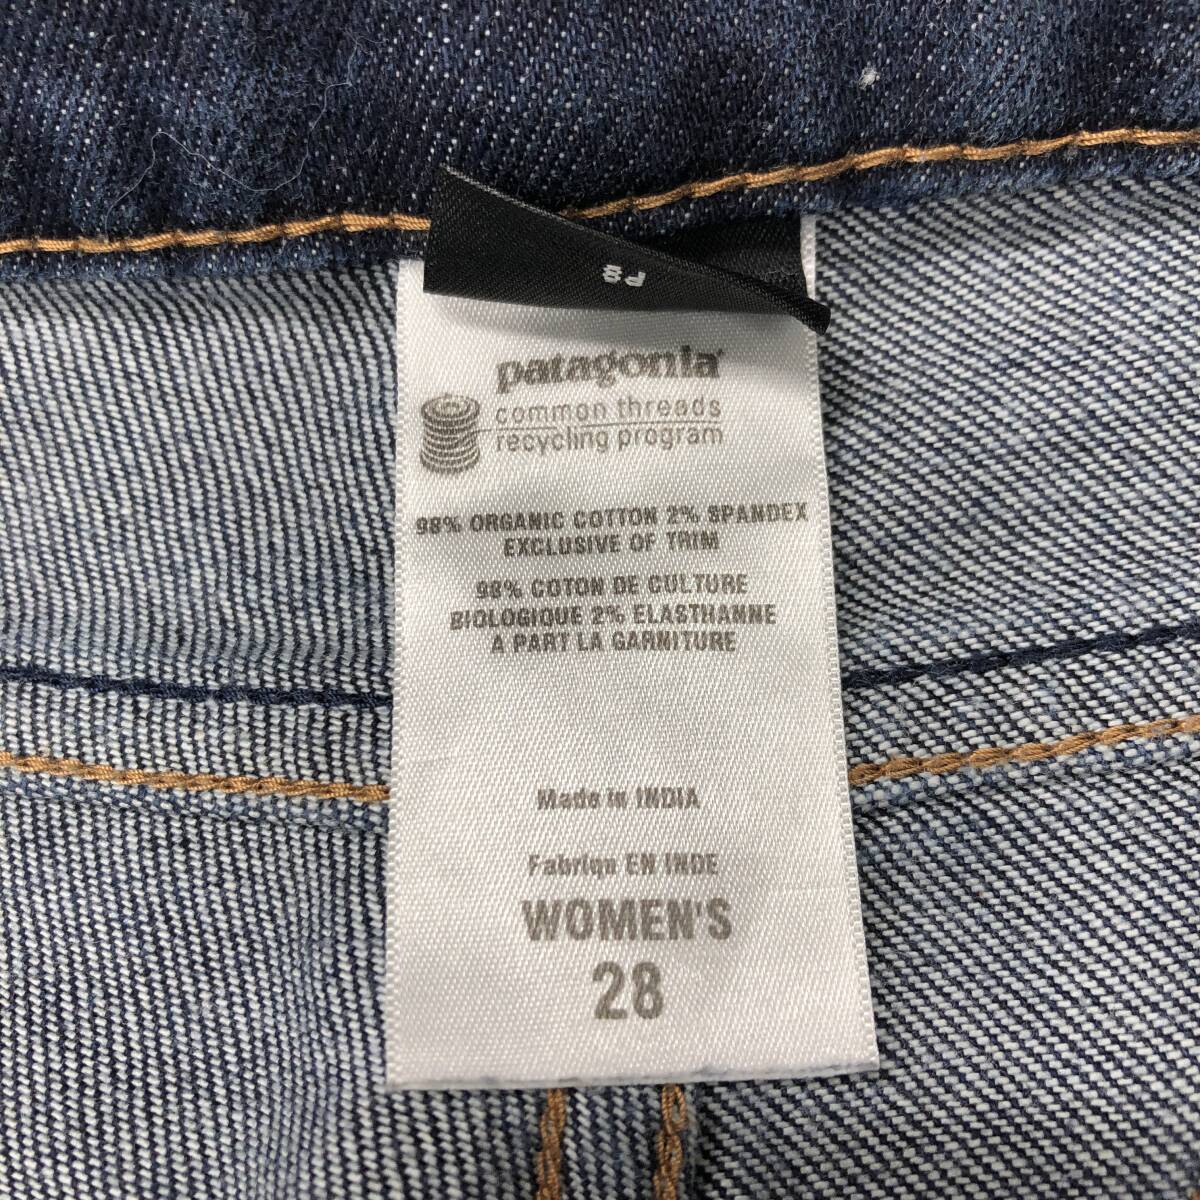 P8
patagonia
common threads
recycling program
98% ORGANIC COTTON 2% SPANDEX
EXCLUSIVE OF TRIM
98% COTON DE CULTURE
BIOLOGIQUE 2% ELASTHANNE
A PART LA GARNITURE
Made in INDIA
Fabriqu EN INDE
WOMEN'S
28